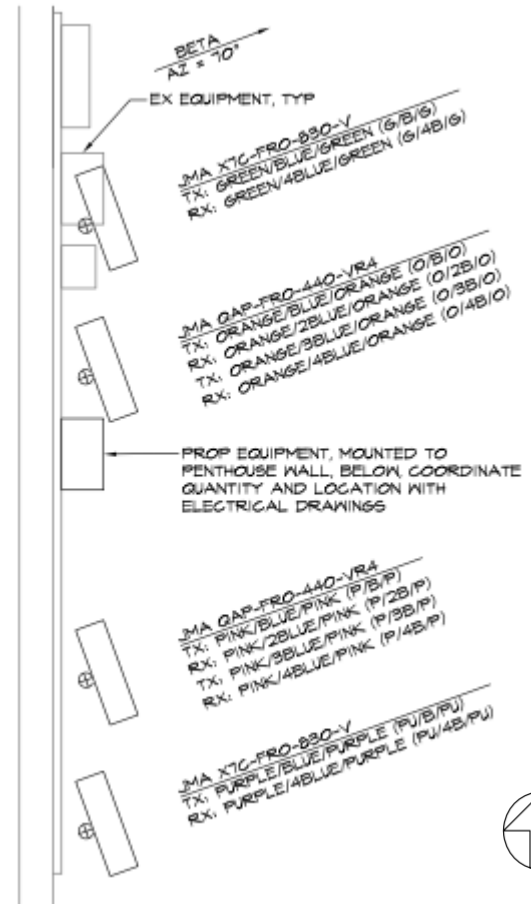 BETA
AZ = 70°
EX EQUIPMENT, TYP
JMA X7C-FRO-830-V
TX: GREEN/BLUE/GREEN (G/B/G)
RX: GREEN/4BLUE/GREEN (G/4B/G)
JMA QAP-FRO-440-VR4
TX: ORANGE/BLUE/ORANGE (O/B/O)
RX: ORANGE/2BLUE/ORANGE (O/2B/O)
TX: ORANGE/3BLUE/ORANGE (O/3B/O)
RX: ORANGE/4BLUE/ORANGE (O/4B/O)
PROP EQUIPMENT, MOUNTED TO
PENTHOUSE WALL, BELOW, COORDINATE
QUANTITY AND LOCATION WITH
ELECTRICAL DRAWINGS
JMA QAP-FRO-440-VR4
TX: PINK/BLUE/PINK (P/B/P)
RX: PINK/2BLUE/PINK (P/2B/P)
TX: PINK/3BLUE/PINK (P/3B/P)
RX: PINK/4BLUE/PINK (P/4B/P)
JMA X7C-FRO-830-V
TX: PURPLE/BLUE/PURPLE (PU/B/PU)
RX: PURPLE/4BLUE/PURPLE (PU/4B/PU)